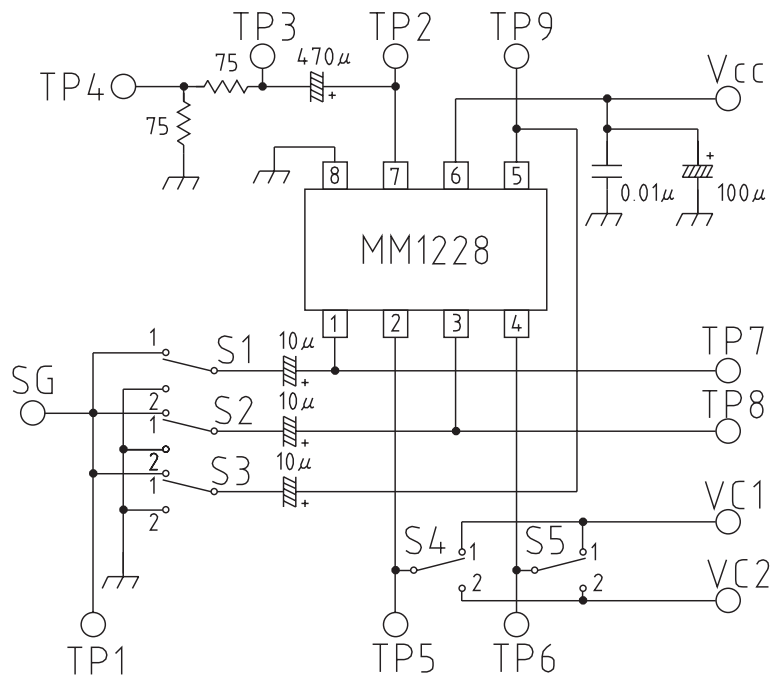 TP3 TP2 TP9
TP4 75 470μ + Vcc
75
8 7 6 5
+
0.01μ 100μ
MM1228
1 2 3 4
1 S1 10μ + TP7
SG
2 S2 10μ + TP8
1
2 S3 10μ +
1
2
VC1
S4 1 S5 1
2 2 VC2
TP1 TP5 TP6